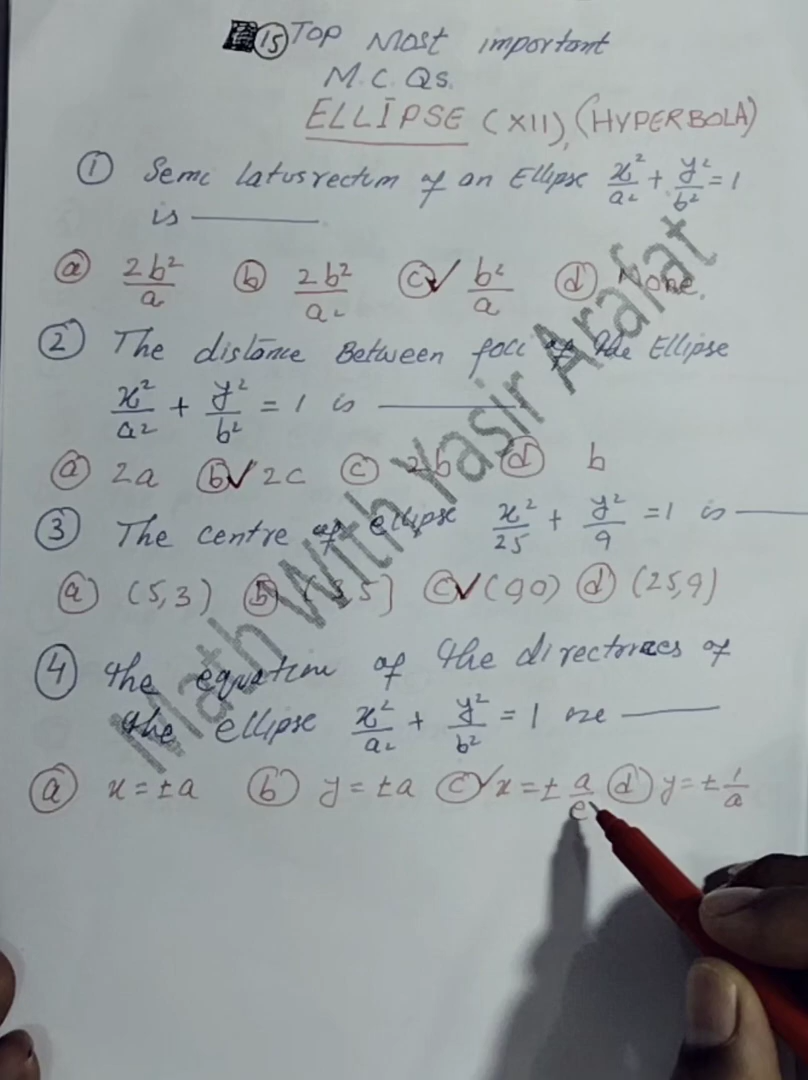 15 Top Most important
M.C.Qs.
ELLIPSE (XII), (HYPERBOLA)
① Semi latusrectum of an Ellipse x²/a² + y²/b² = 1
is ______
ⓐ 2b²/a ⓑ 2b²/a² ⓒ✓ b²/a ⓓ None.
② The distance Between foci of the Ellipse
x²/a² + y²/b² = 1 is ______
ⓐ 2a ⓑ✓ 2c ⓒ 2b ⓓ b
③ The centre of ellipse x²/25 + y²/9 = 1 is ______
ⓐ (5,3) ⓑ (3,5] ⓒ✓ (0,0) ⓓ (25,9)
④ the equation of the directories of
the ellipse x²/a² + y²/b² = 1 are ______
ⓐ x = ±a ⓑ y = ±a ⓒ✓ x = ± a/e ⓓ y = ± 1/a
Math With Yasir Arafat